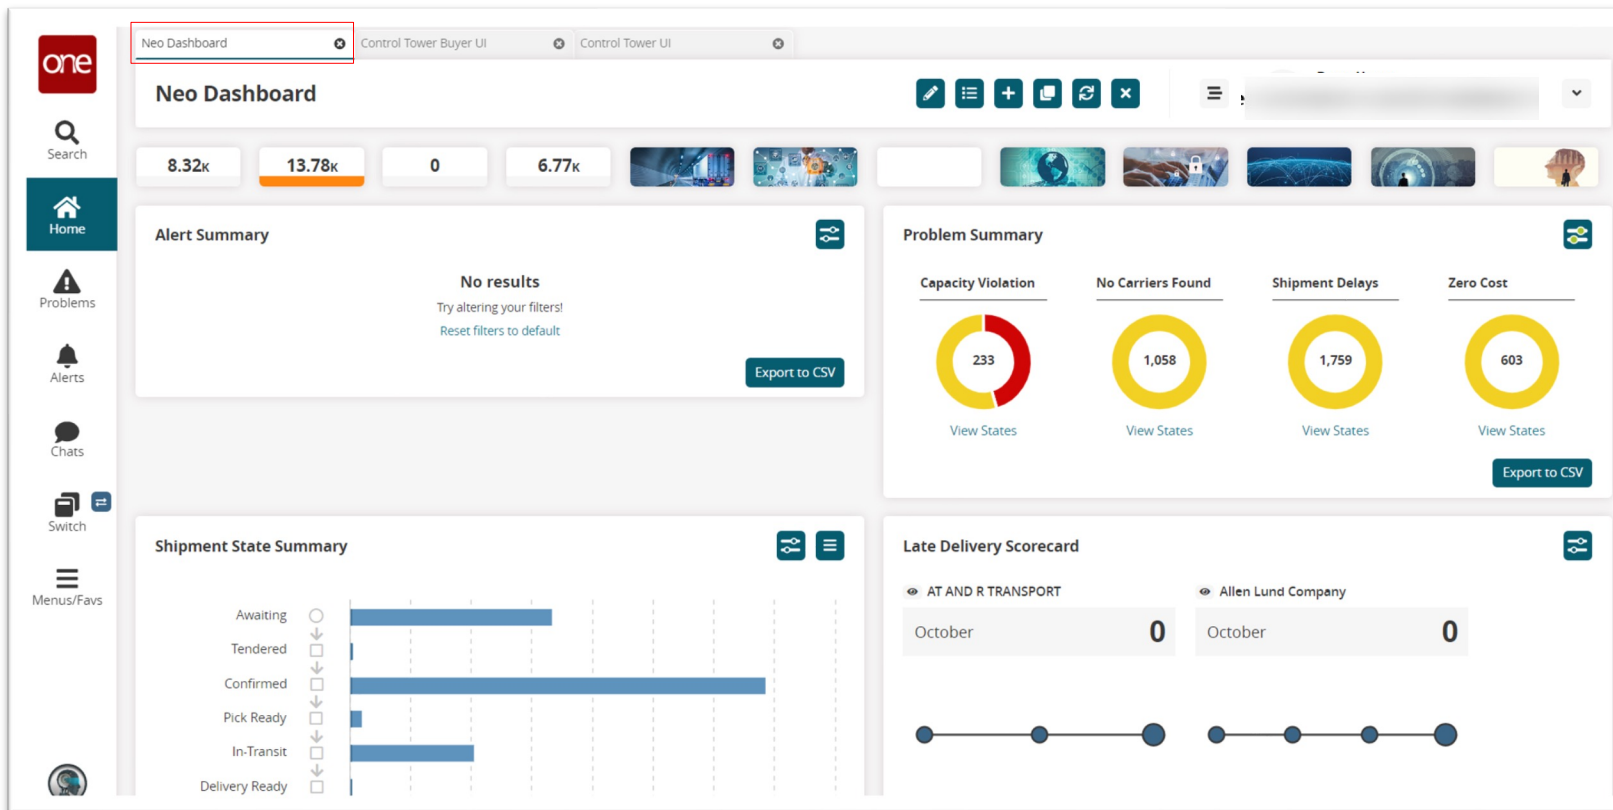 one
Neo Dashboard
Control Tower Buyer UI
Control Tower UI
Neo Dashboard
Search
Home
Problems
Alerts
Chats
Switch
Menus/Favs
8.32K
13.78K
0
6.77K
Alert Summary
No results
Try altering your filters!
Reset filters to default
Export to CSV
Problem Summary
Capacity Violation
No Carriers Found
Shipment Delays
Zero Cost
233
1,058
1,759
603
View States
View States
View States
View States
Export to CSV
Shipment State Summary
Awaiting
Tendered
Confirmed
Pick Ready
In-Transit
Delivery Ready
Late Delivery Scorecard
AT AND R TRANSPORT
Allen Lund Company
October
0
October
0